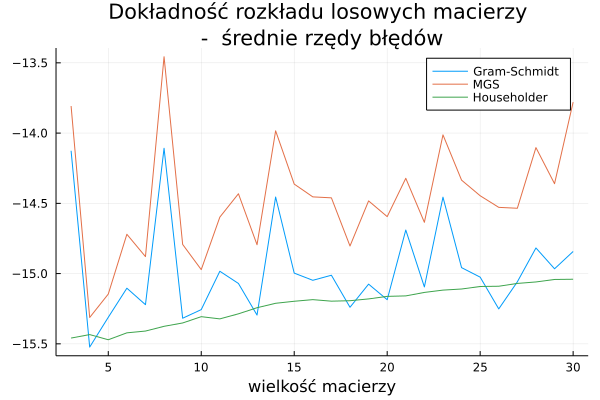 Dokładność rozkładu losowych macierzy
- średnie rzędy błędów
Gram-Schmidt
MGS
Householder
−13.5
−14.0
−14.5
−15.0
−15.5
5
10
15
20
25
30
wielkość macierzy